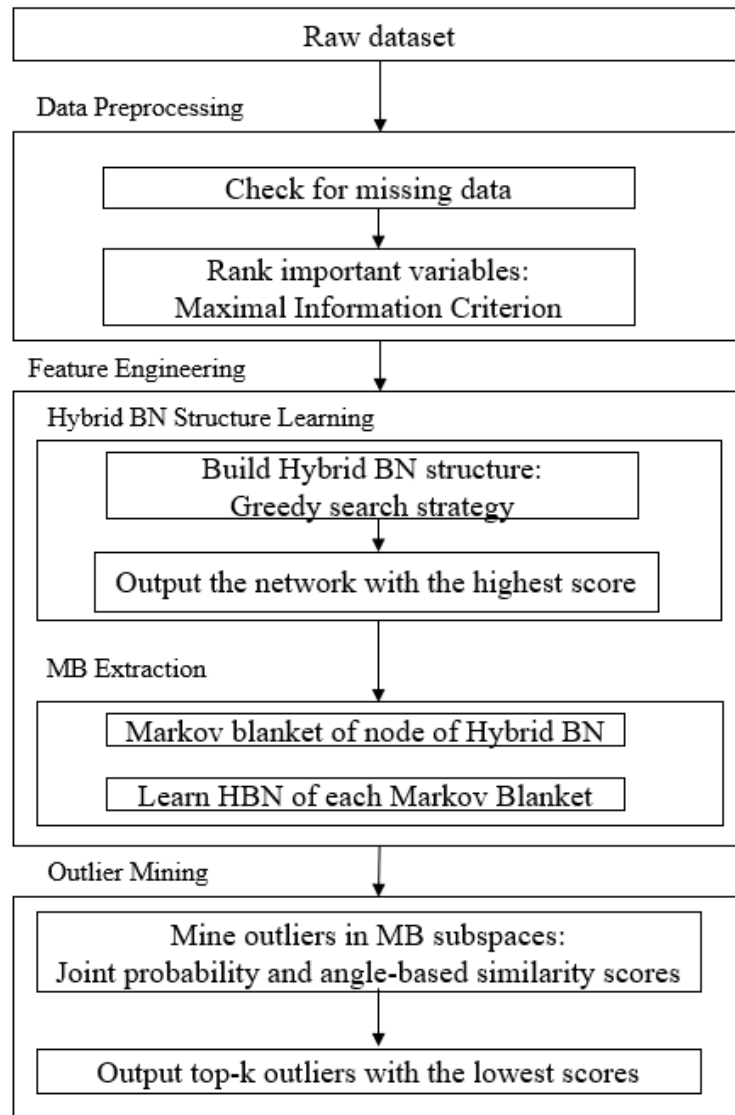 Raw dataset
Data Preprocessing
Check for missing data
Rank important variables:
Maximal Information Criterion
Feature Engineering
Hybrid BN Structure Learning
Build Hybrid BN structure:
Greedy search strategy
Output the network with the highest score
MB Extraction
Markov blanket of node of Hybrid BN
Learn HBN of each Markov Blanket
Outlier Mining
Mine outliers in MB subspaces:
Joint probability and angle-based similarity scores
Output top-k outliers with the lowest scores